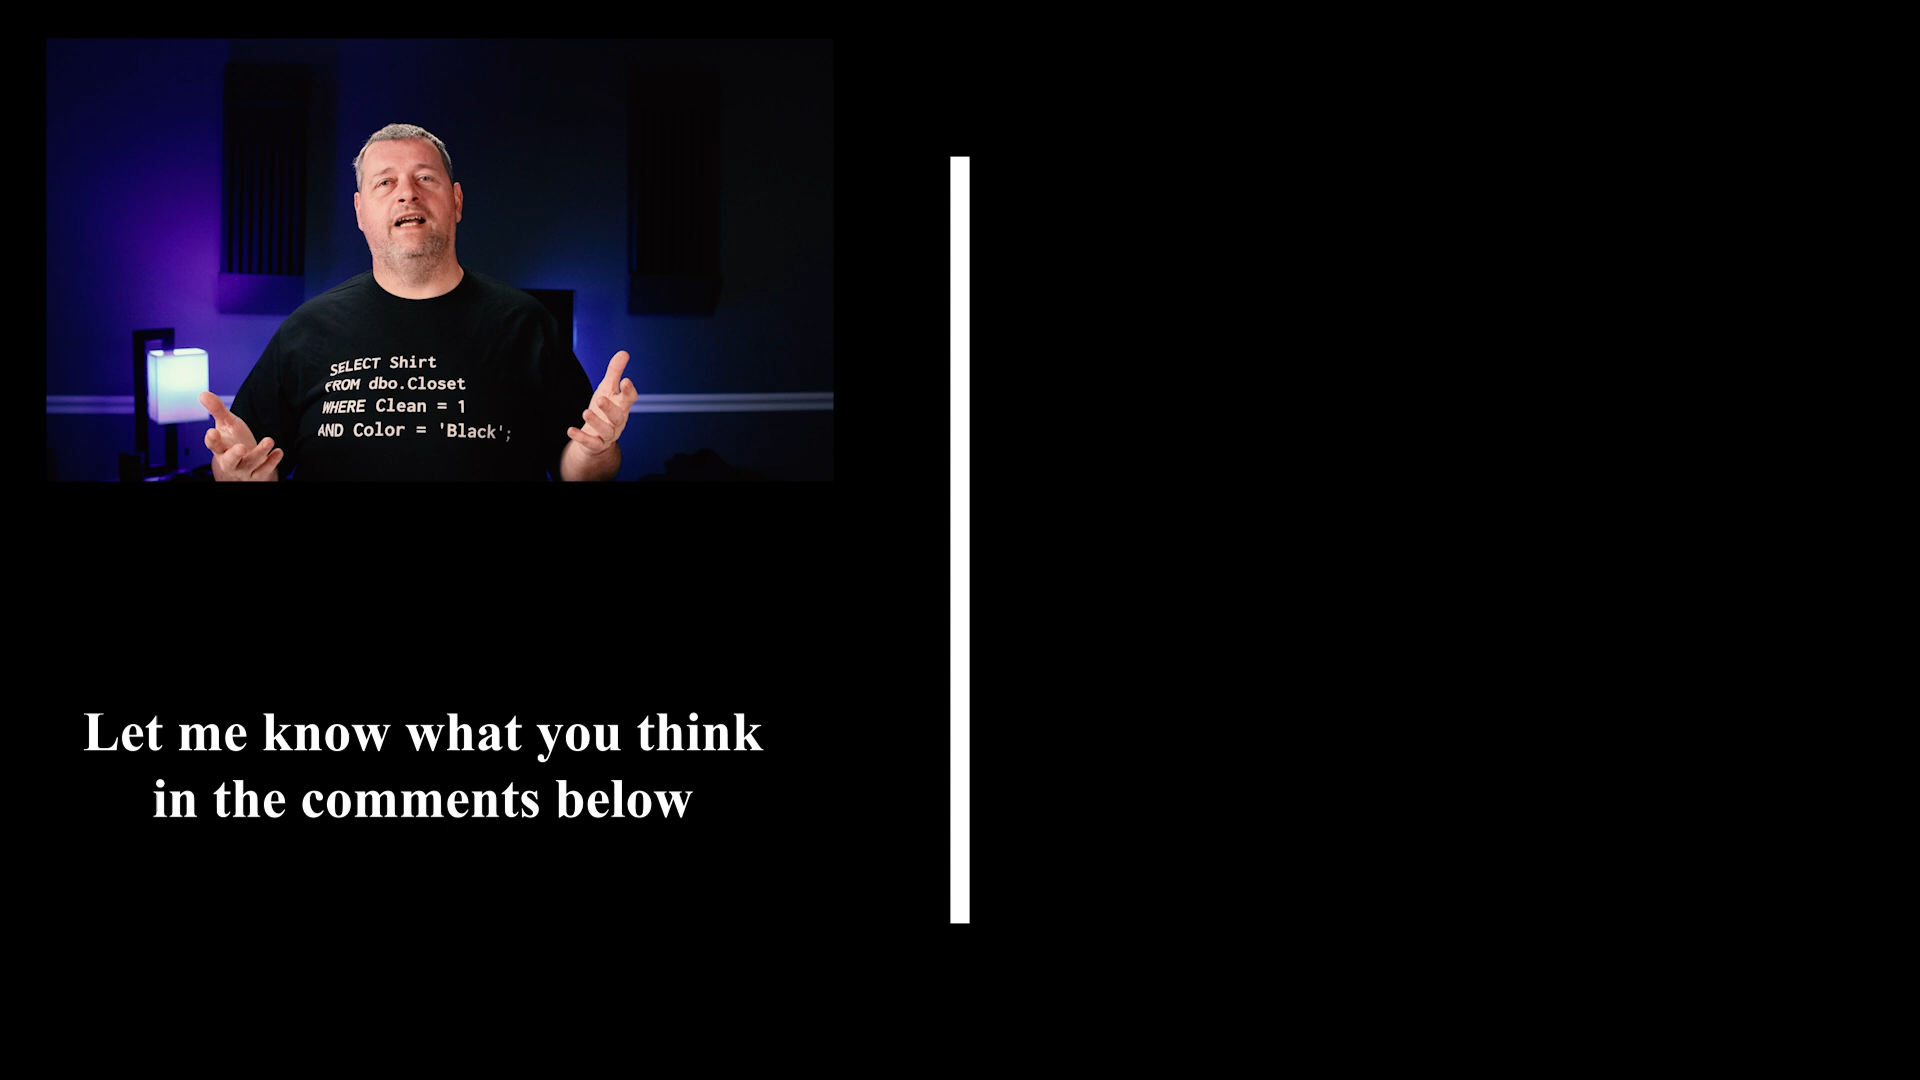 SELECT Shirt
FROM dbo.Closet
WHERE Clean = 1
AND Color = 'Black';
Let me know what you think
in the comments below